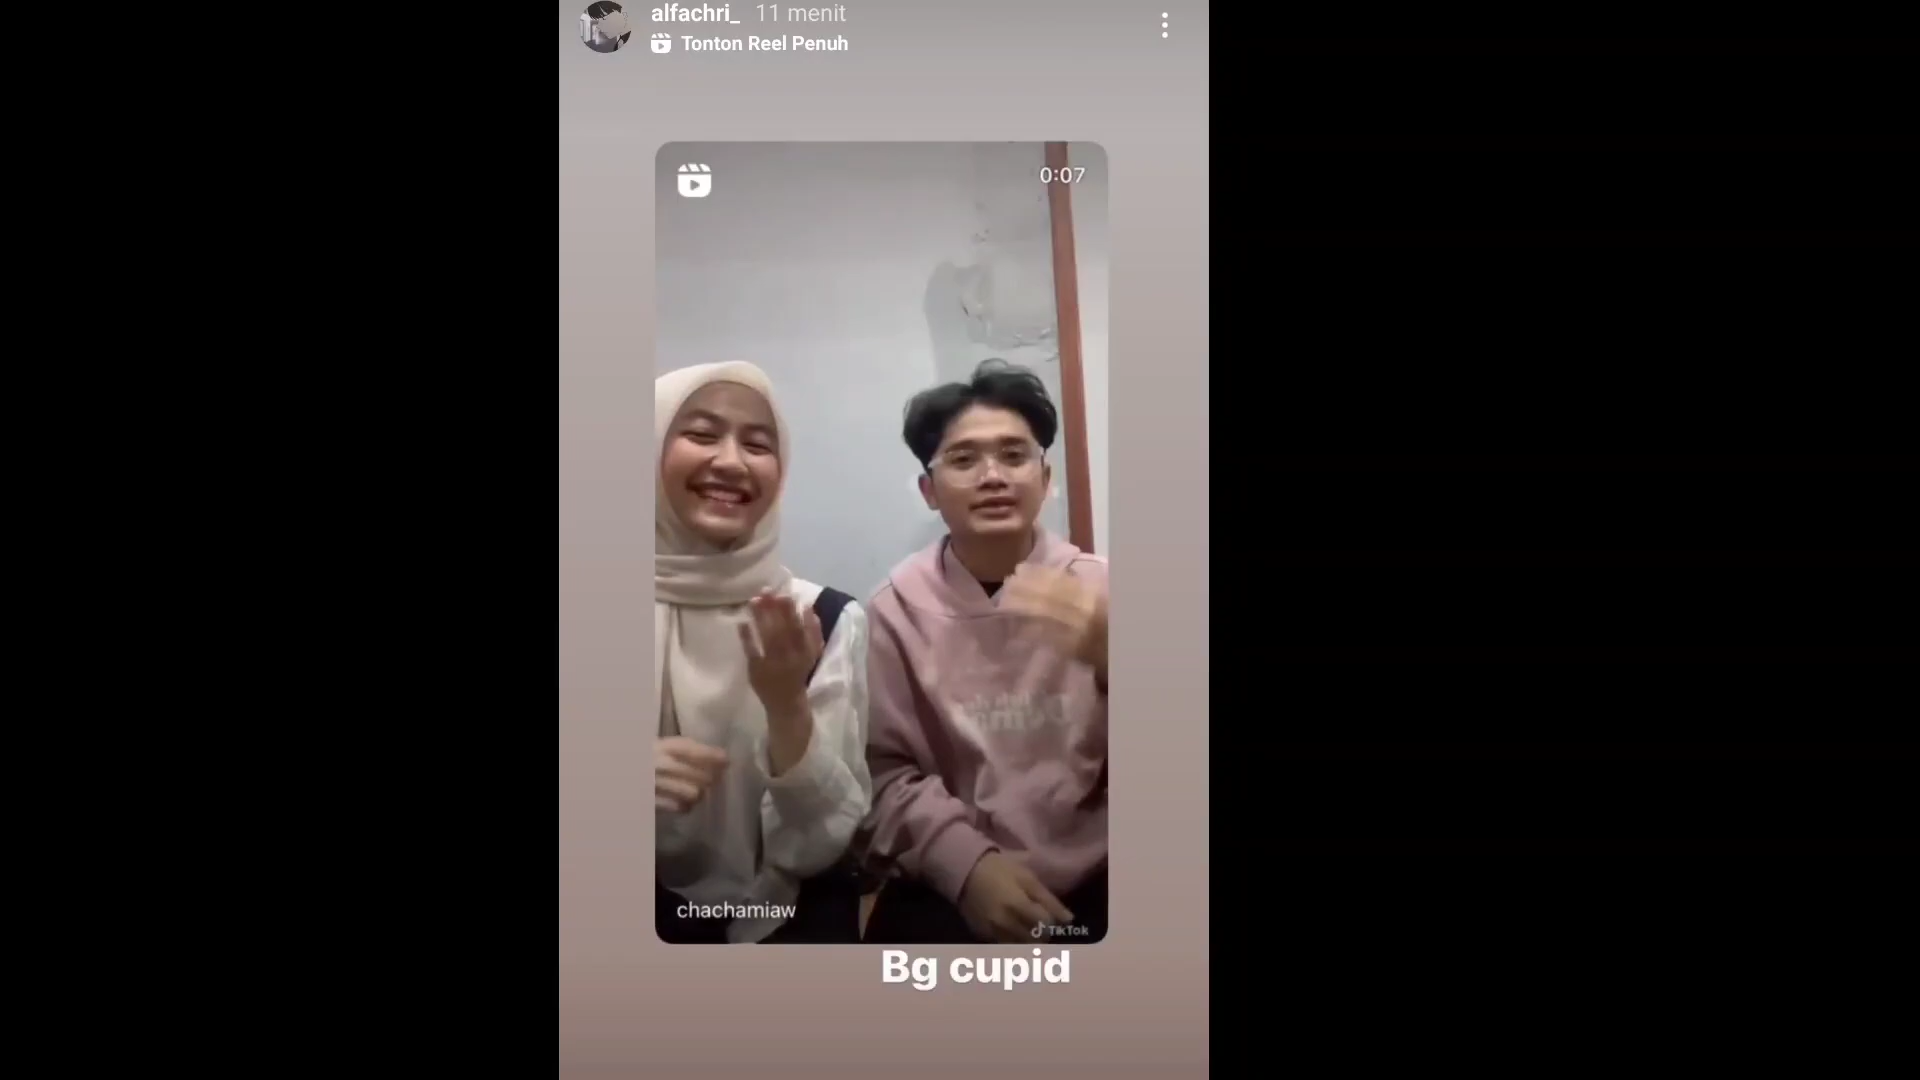 alfachri_ 11 menit
Tonton Reel Penuh
0:07
chachamiaw
TikTok
Bg cupid